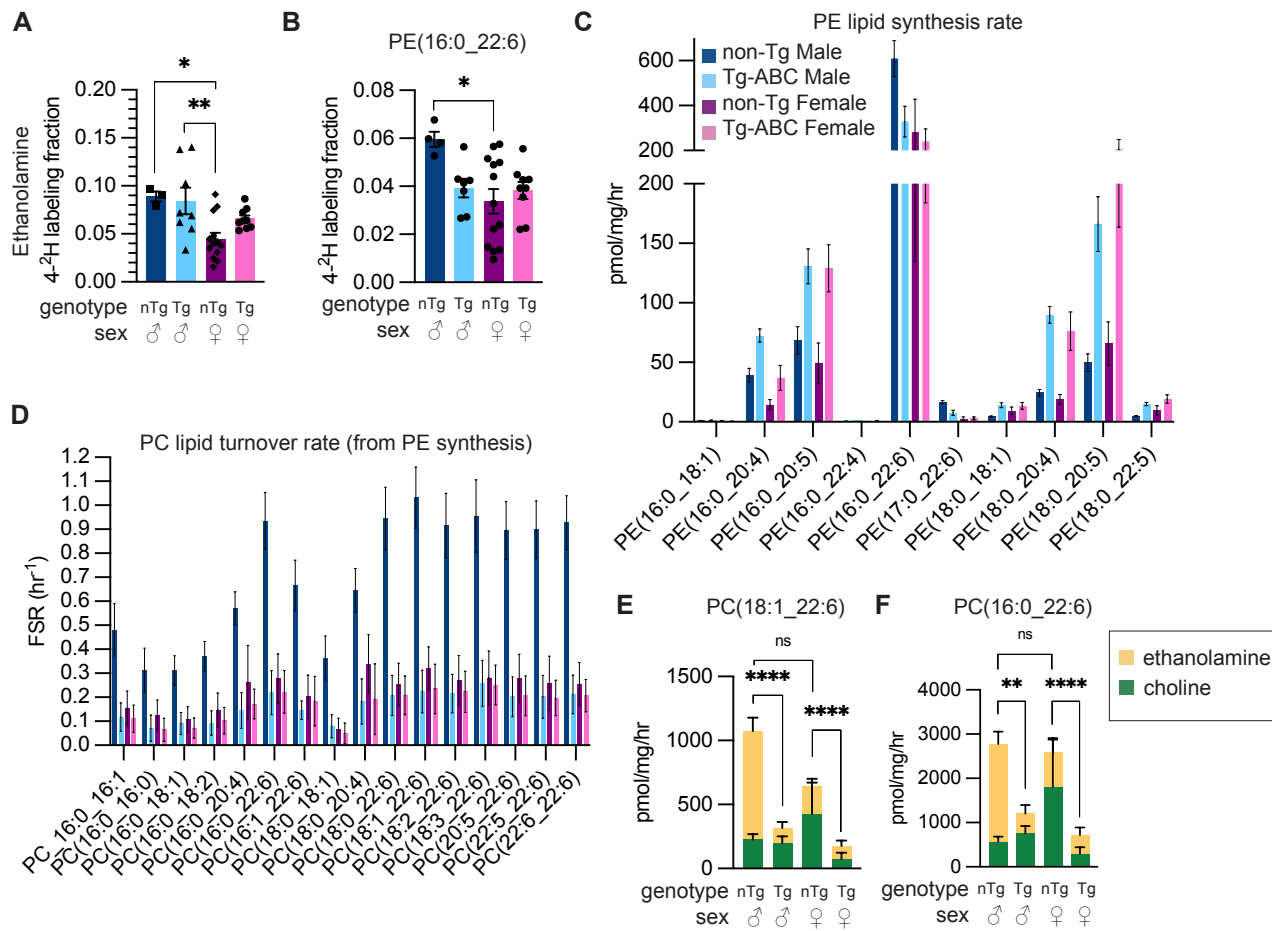 A
Ethanolamine
4-²H labeling fraction
0.20
0.15
0.10
0.05
0.00
*
**
genotype nTg Tg nTg Tg
sex ♂ ♂ ♀ ♀
B
PE(16:0_22:6)
4-²H labeling fraction
0.08
0.06
0.04
0.02
0.00
*
genotype nTg Tg nTg Tg
sex ♂ ♂ ♀ ♀
C
PE lipid synthesis rate
non-Tg Male
Tg-ABC Male
non-Tg Female
Tg-ABC Female
pmol/mg/hr
600
400
200
200
150
100
50
0
PE(16:0_18:1)
PE(16:0_20:4)
PE(16:0_20:5)
PE(16:0_22:4)
PE(16:0_22:6)
PE(17:0_22:6)
PE(18:0_18:1)
PE(18:0_20:4)
PE(18:0_20:5)
PE(18:0_22:5)
D
PC lipid turnover rate (from PE synthesis)
FSR (hr⁻¹)
1.2
1.1
1.0
0.9
0.8
0.7
0.6
0.5
0.4
0.3
0.2
0.1
0.0
PC_16:0_16:1
PC(16:0_16:0)
PC(16:0_18:1)
PC(16:0_18:2)
PC(16:0_20:4)
PC(16:0_22:6)
PC(16:1_22:6)
PC(18:0_18:1)
PC(18:0_20:4)
PC(18:0_22:6)
PC(18:1_22:6)
PC(18:2_22:6)
PC(18:3_22:6)
PC(20:5_22:6)
PC(22:5_22:6)
PC(22:6_22:6)
E
PC(18:1_22:6)
pmol/mg/hr
1500
1000
500
0
ns
****
****
genotype nTg Tg nTg Tg
sex ♂ ♂ ♀ ♀
F
PC(16:0_22:6)
pmol/mg/hr
4000
3000
2000
1000
0
ns
**
****
genotype nTg Tg nTg Tg
sex ♂ ♂ ♀ ♀
ethanolamine
choline